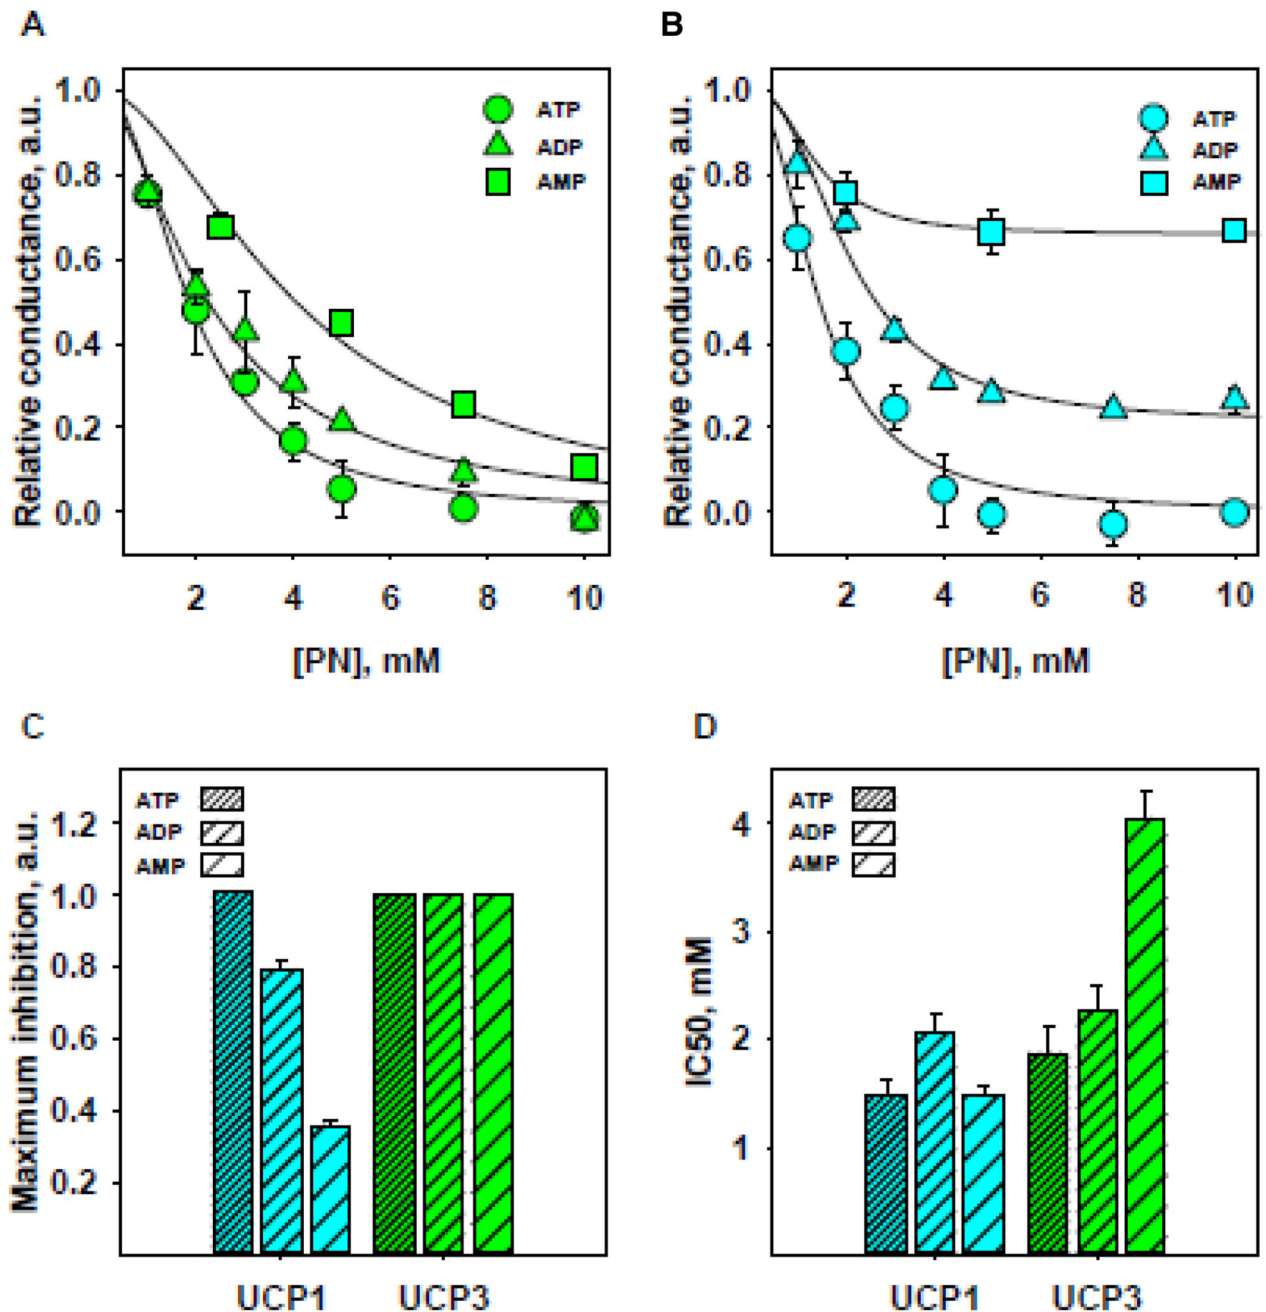 A
Relative conductance, a.u.
1.0
0.8
0.6
0.4
0.2
0.0
ATP
ADP
AMP
2 4 6 8 10
[PN], mM
B
Relative conductance, a.u.
1.0
0.8
0.6
0.4
0.2
0.0
ATP
ADP
AMP
2 4 6 8 10
[PN], mM
C
Maximum inhibition, a.u.
1.2
1.0
0.8
0.6
0.4
0.2
ATP
ADP
AMP
UCP1 UCP3
D
IC50, mM
4
3
2
1
ATP
ADP
AMP
UCP1 UCP3